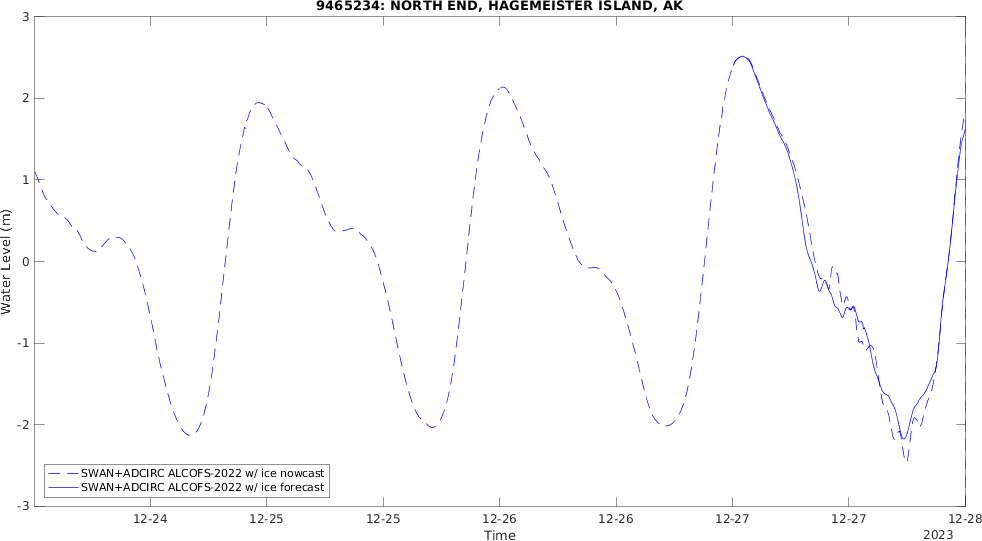 9465234: NORTH END, HAGEMEISTER ISLAND, AK
3
2
1
0
-1
-2
-3
Water Level (m)
SWAN+ADCIRC ALCOFS-2022 w/ ice nowcast
SWAN+ADCIRC ALCOFS-2022 w/ ice forecast
12-24 12-25 12-25 12-26 12-26 12-27 12-27 12-28
Time
2023